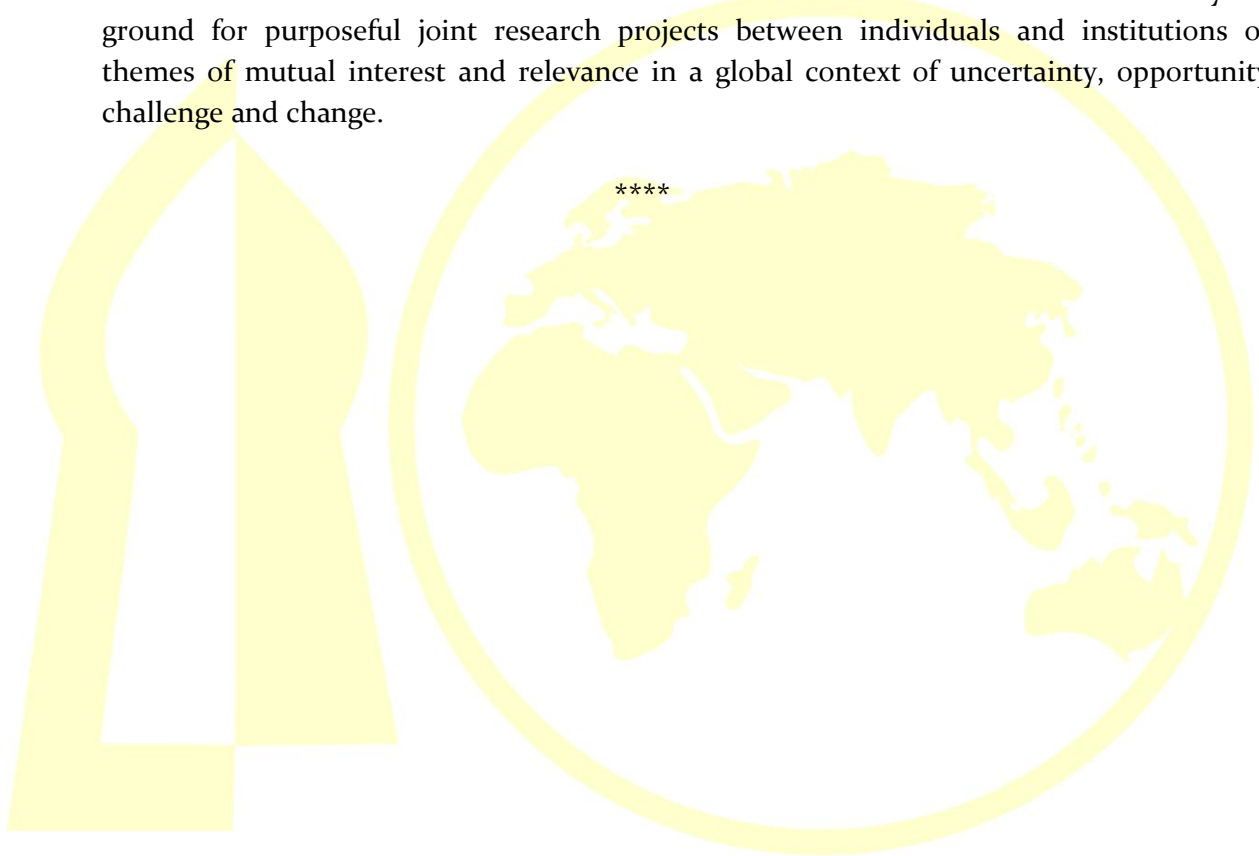 ground for purposeful joint research projects between individuals and institutions o
themes of mutual interest and relevance in a global context of uncertainty, opportunity
challenge and change.
****